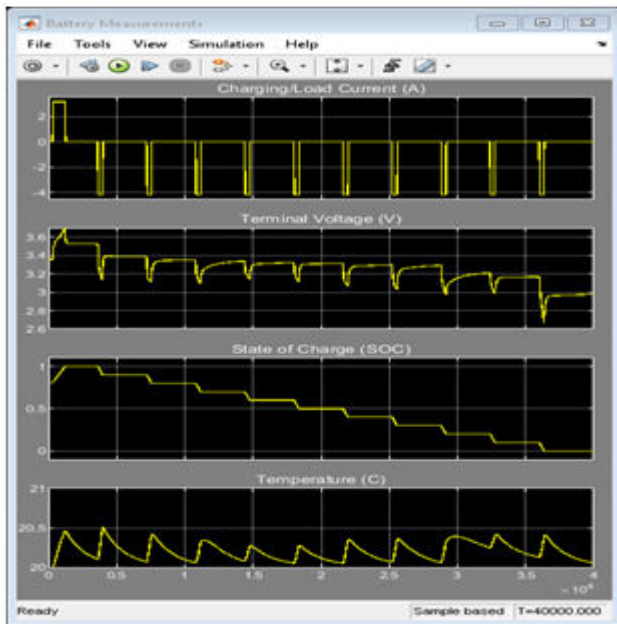 Battery Measurements
File Tools View Simulation Help
Charging/Load Current (A)
2
0
-2
-4
Terminal Voltage (V)
3.6
3.4
3.2
3
2.8
2.6
State of Charge (SOC)
1
0.5
0
Temperature (C)
21
20.5
20
0 0.5 1 1.5 2 2.5 3 3.5 4
× 10⁴
Ready Sample based T=40000.000